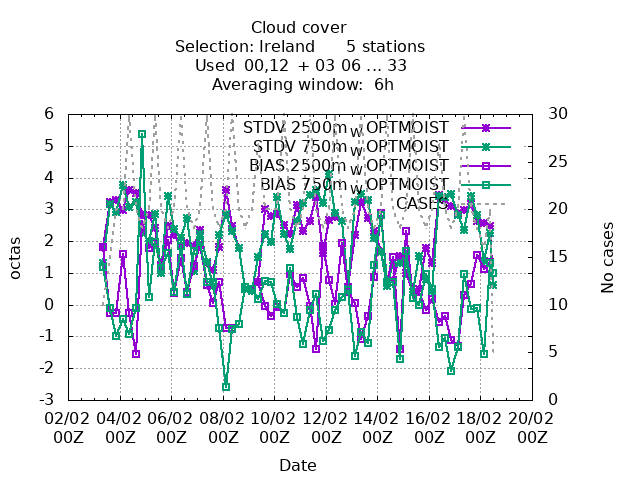 Cloud cover
Selection: Ireland 5 stations
Used 00,12 + 03 06 ... 33
Averaging window: 6h
STDV 2500m W OPTMOIST
STDV 750m W OPTMOIST
BIAS 2500m W OPTMOIST
BIAS 750m W OPTMOIST
CASES
6
5
4
3
2
1
0
-1
-2
-3
octas
30
25
20
15
10
5
0
No cases
02/02 04/02 06/02 08/02 10/02 12/02 14/02 16/02 18/02 20/02
00Z 00Z 00Z 00Z 00Z 00Z 00Z 00Z 00Z 00Z
Date